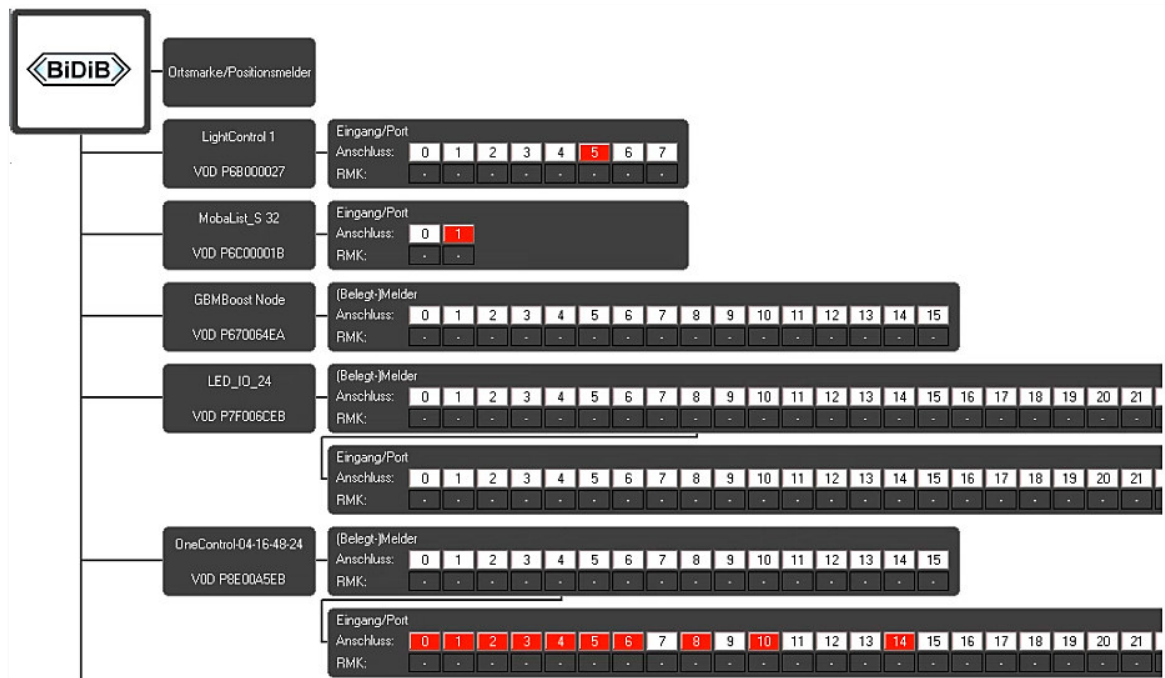 BiDiB
Ortsmarke/Positionsmelder
LightControl 1
V0D P6B000027
Eingang/Port
Anschluss: 0 1 2 3 4 5 6 7
RMK: - - - - - - - -
MobaList_S 32
V0D P6C00001B
Eingang/Port
Anschluss: 0 1
RMK: - -
GBMBoost Node
V0D P670064EA
(Belegt-)Melder
Anschluss: 0 1 2 3 4 5 6 7 8 9 10 11 12 13 14 15
RMK: - - - - - - - - - - - - - - - -
LED_IO_24
V0D P7F006CEB
(Belegt-)Melder
Anschluss: 0 1 2 3 4 5 6 7 8 9 10 11 12 13 14 15 16 17 18 19 20 21
RMK: - - - - - - - - - - - - - - - - - - - - - -
Eingang/Port
Anschluss: 0 1 2 3 4 5 6 7 8 9 10 11 12 13 14 15 16 17 18 19 20 21
RMK: - - - - - - - - - - - - - - - - - - - - - -
OneControl-04-16-48-24
V0D P8E00A5EB
(Belegt-)Melder
Anschluss: 0 1 2 3 4 5 6 7 8 9 10 11 12 13 14 15
RMK: - - - - - - - - - - - - - - - -
Eingang/Port
Anschluss: 0 1 2 3 4 5 6 7 8 9 10 11 12 13 14 15 16 17 18 19 20 21
RMK: - - - - - - - - - - - - - - - - - - - - - -